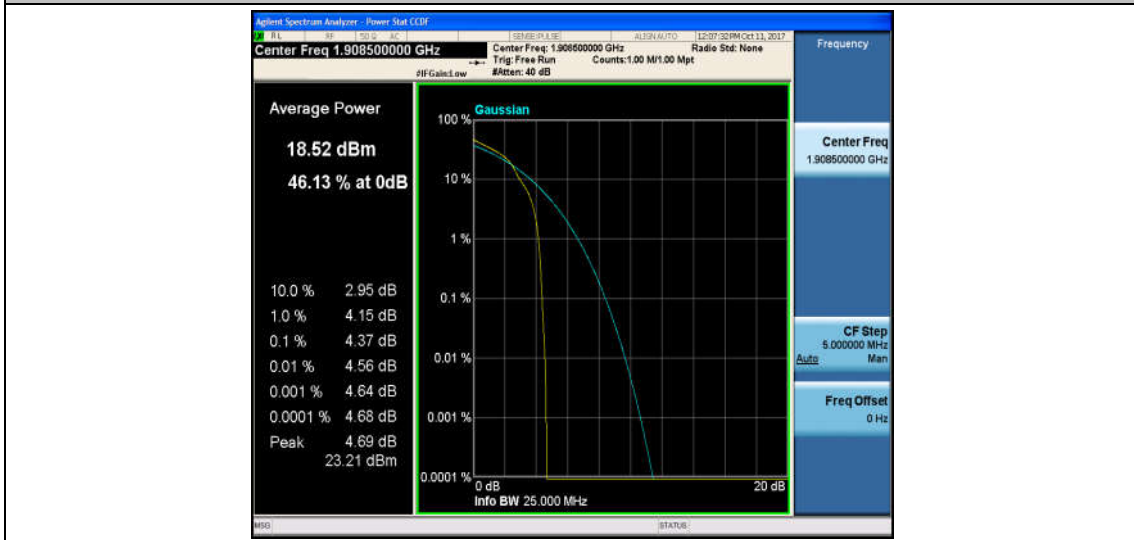 Agilent Spectrum Analyzer - Power Stat CCDF
RL RF 50 Ω AC SENSE:PULSE ALIGN AUTO 12:07:32 PM Oct 11, 2017
Center Freq 1.908500000 GHz
Center Freq: 1.908500000 GHz Radio Std: None
Trig: Free Run Counts:1.00 M/1.00 Mpt
#IFGain:Low #Atten: 40 dB
Frequency
Average Power
18.52 dBm
46.13 % at 0dB
10.0 % 2.95 dB
1.0 % 4.15 dB
0.1 % 4.37 dB
0.01 % 4.56 dB
0.001 % 4.64 dB
0.0001 % 4.68 dB
Peak 4.69 dB
23.21 dBm
Gaussian
100 %
10 %
1 %
0.1 %
0.01 %
0.001 %
0.0001 %
0 dB 20 dB
Info BW 25.000 MHz
Center Freq
1.908500000 GHz
CF Step
5.000000 MHz
Auto Man
Freq Offset
0 Hz
MSG STATUS